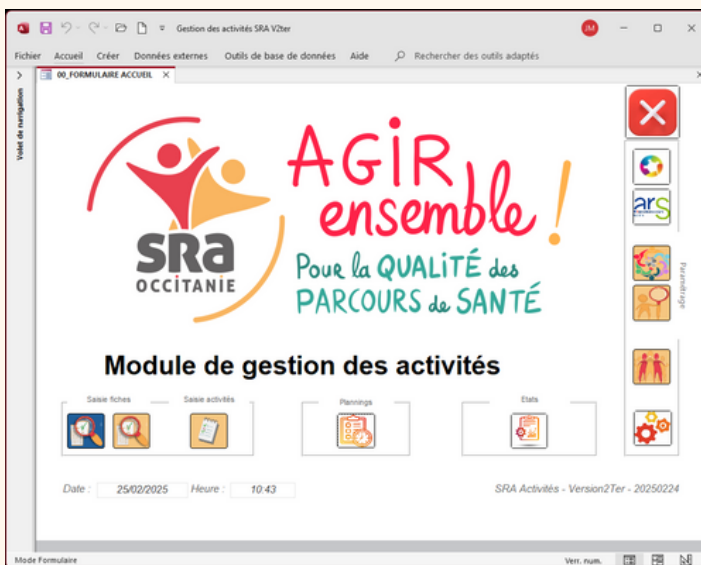 Gestion des activités SRA V2ter
JM
Fichier Accueil Créer Données externes Outils de base de données Aide Rechercher des outils adaptés
00_FORMULAIRE ACCUEIL
Volet de navigation
AGiR
ensemble!
Pour la QUALITÉ des
PARCOURS de SANTÉ
sra
OCCITANIE
ars
Paramétrage
Module de gestion des activités
Saisie fiches Saisie activités Plannings Etats
Date : 25/02/2025 Heure : 10:43 SRA Activités - Version2Ter - 20250224
Mode Formulaire Verr. num.